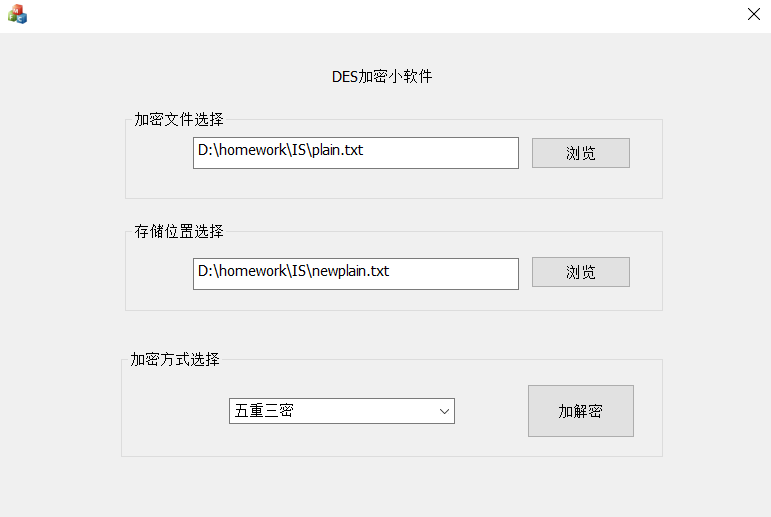 DES加密小软件
加密文件选择
D:\homework\IS\plain.txt
浏览
存储位置选择
D:\homework\IS\newplain.txt
浏览
加密方式选择
五重三密
加解密